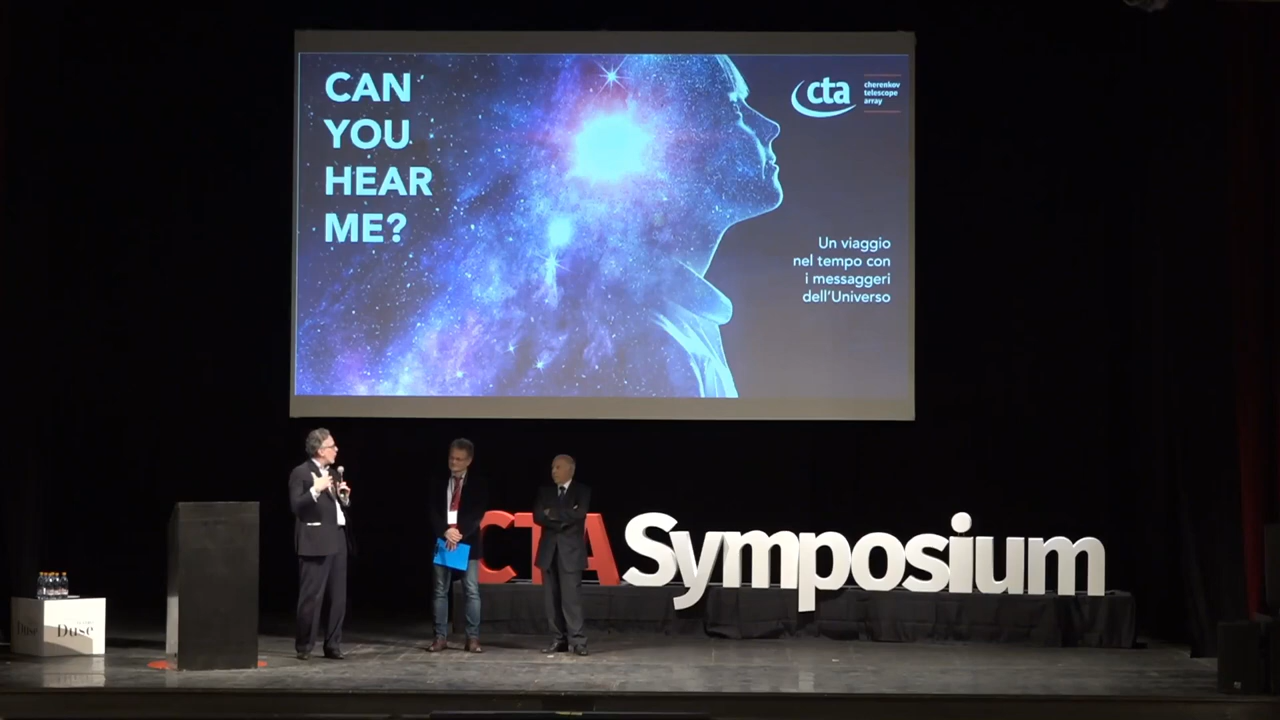 CAN
YOU
HEAR
ME?
cta
cherenkov
telescope
array
Un viaggio
nel tempo con
i messaggeri
dell'Universo
CTA Symposium
Duse
Duse